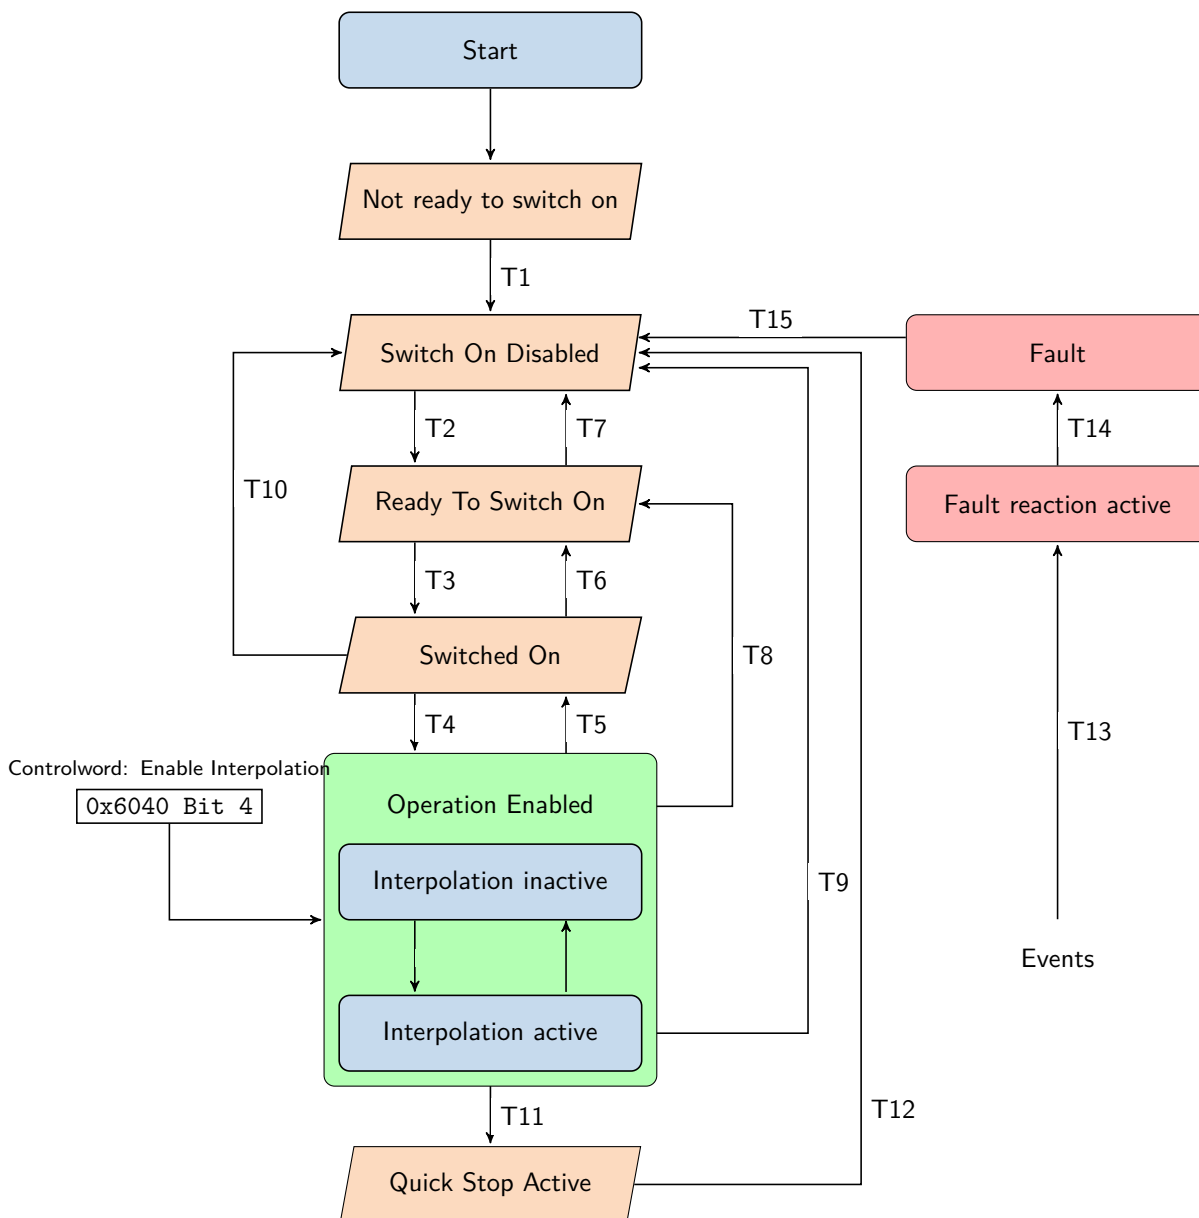 Start
Not ready to switch on
T1
T15
Switch On Disabled
Fault
T2
T7
T14
T10
Ready To Switch On
Fault reaction active
T3
T6
Switched On
T8
T4
T5
T13
Controlword: Enable Interpolation
0x6040 Bit 4
Operation Enabled
Interpolation inactive
T9
Events
Interpolation active
T11
T12
Quick Stop Active